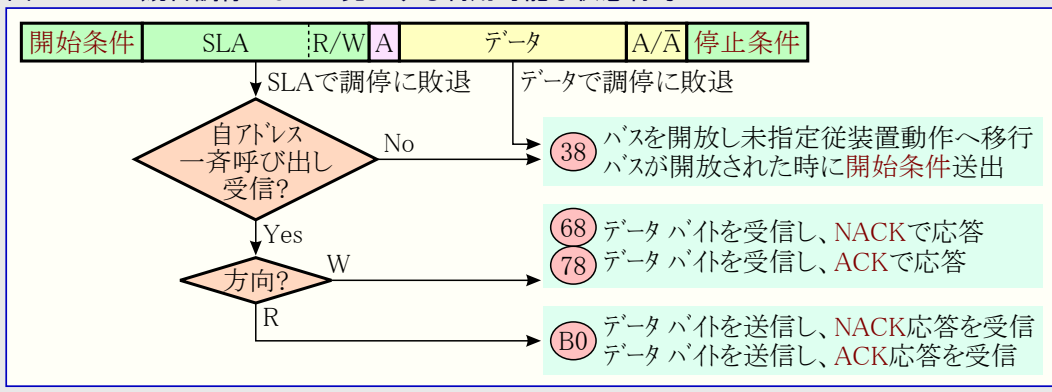 開始条件 SLA R/W A データ A/A̅ 停止条件
SLAで調停に敗退 データで調停に敗退
自アドレス
一斉呼び出し
受信?
No
38
バスを開放し未指定従装置動作へ移行
バスが開放された時に開始条件送出
Yes
方向?
W
68 データ バイトを受信し、NACKで応答
78 データ バイトを受信し、ACKで応答
R
B0
データ バイトを送信し、NACK応答を受信
データ バイトを送信し、ACK応答を受信